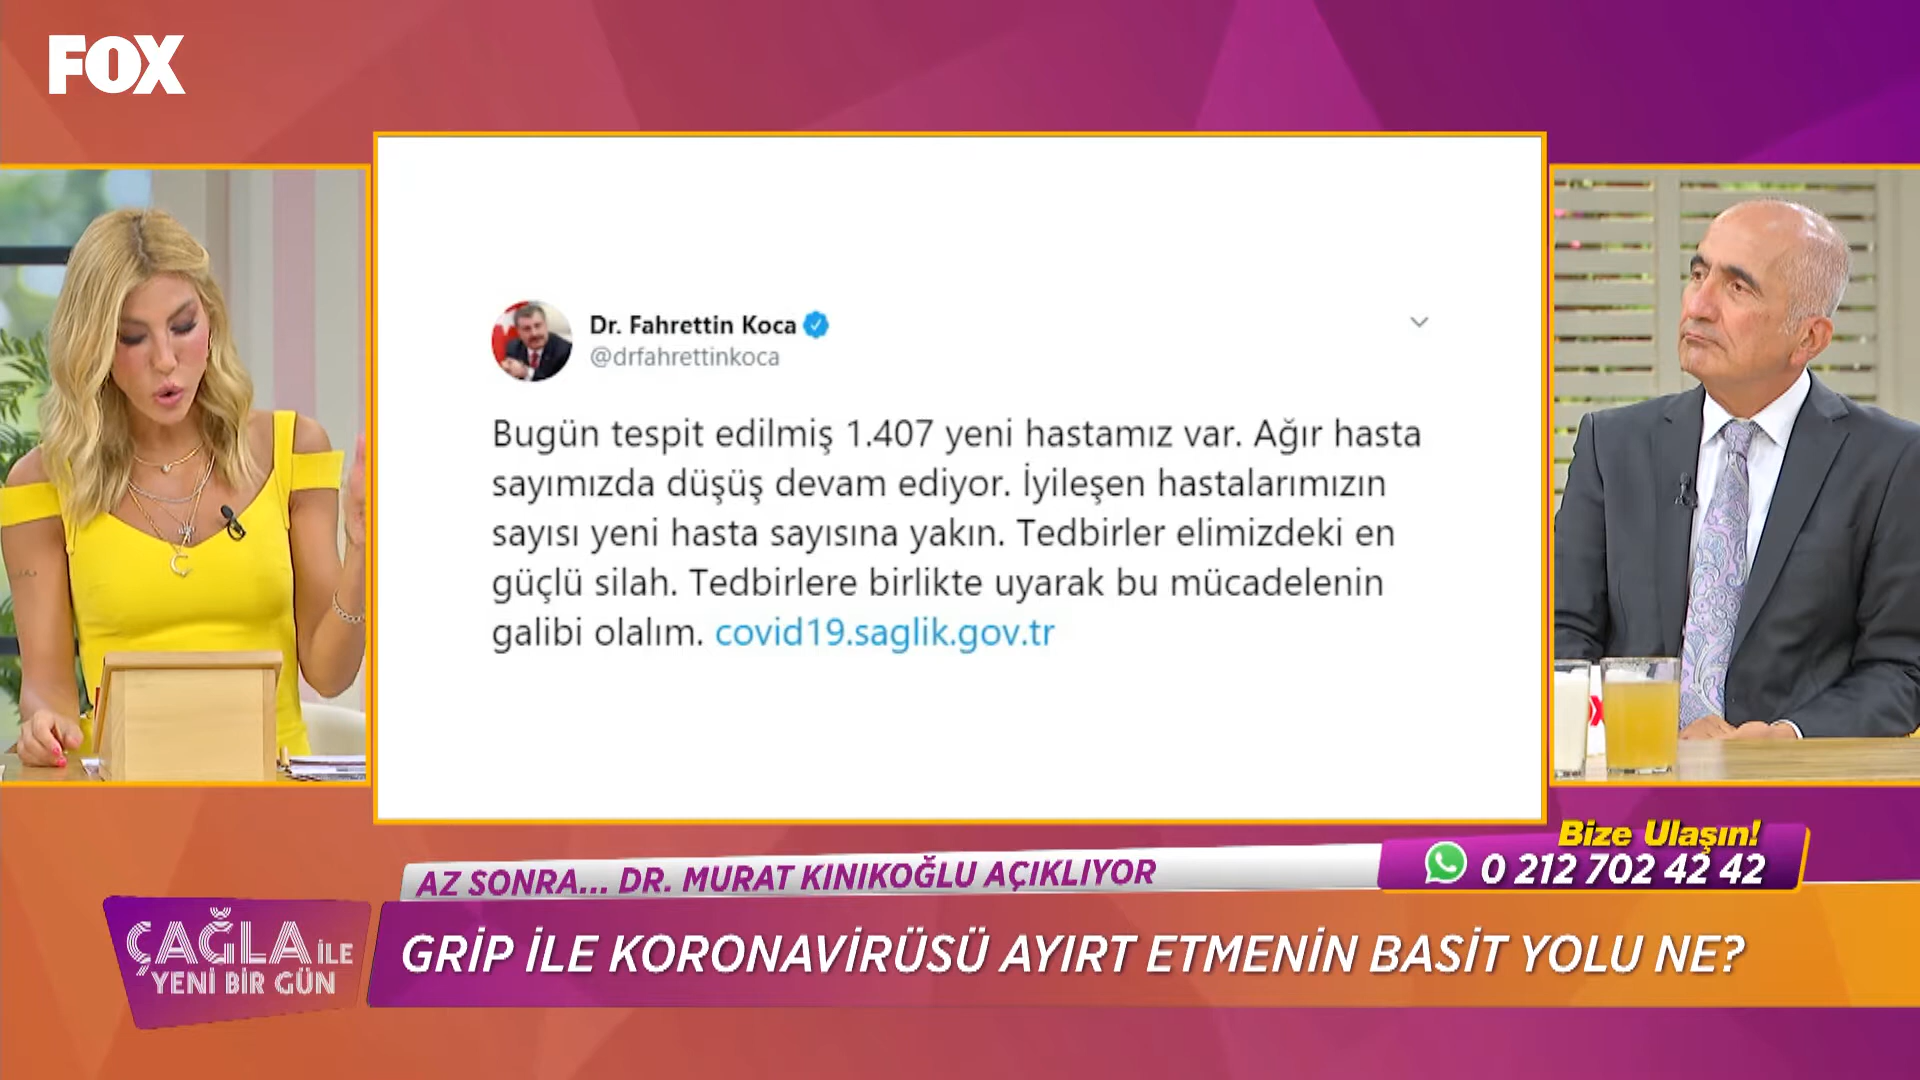 FOX
Dr. Fahrettin Koca
@drfahrettinkoca
Bugün tespit edilmiş 1.407 yeni hastamız var. Ağır hasta
sayımızda düşüş devam ediyor. İyileşen hastalarımızın
sayısı yeni hasta sayısına yakın. Tedbirler elimizdeki en
güçlü silah. Tedbirlere birlikte uyarak bu mücadelenin
galibi olalım. covid19.saglik.gov.tr
Bize Ulaşın!
0 212 702 42 42
AZ SONRA... DR. MURAT KINIKOĞLU AÇIKLIYOR
ÇAĞLA İLE
YENİ BİR GÜN
GRİP İLE KORONAVİRÜSÜ AYIRT ETMENİN BASİT YOLU NE?